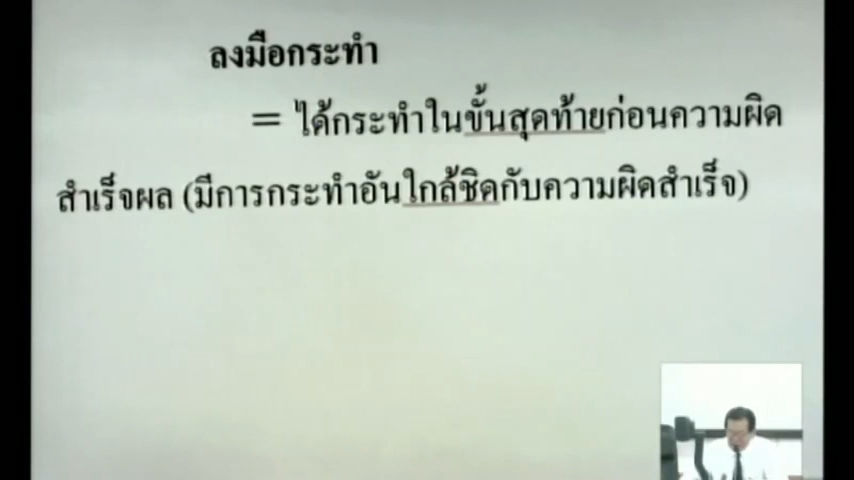 ลงมือกระทำ
= ได้กระทำในขั้นสุดท้ายก่อนความผิด
สำเร็จผล (มีการกระทำอันใกล้ชิดกับความผิดสำเร็จ)